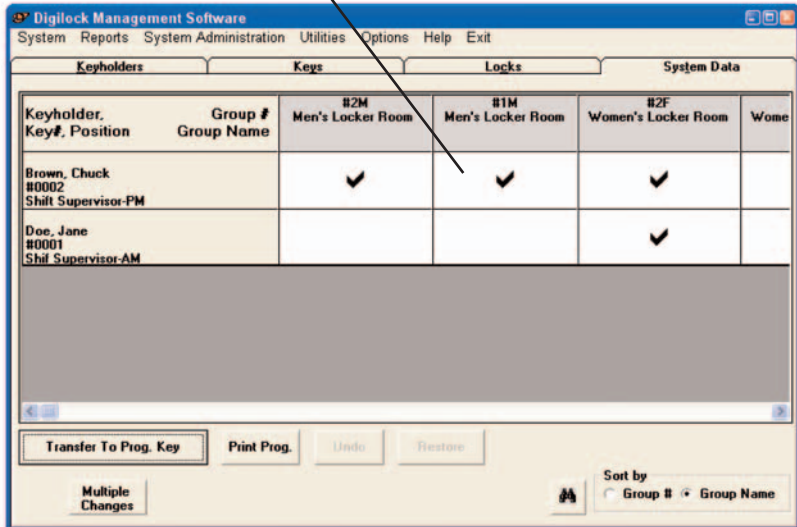 Digilock Management Software
System Reports System Administration Utilities Options Help Exit
Keyholders Keys Locks System Data
Keyholder, Group #
Key#, Position Group Name
#2M
Men's Locker Room
#1M
Men's Locker Room
#2F
Women's Locker Room
Wome
Brown, Chuck
#0002
Shift Supervisor-PM
Doe, Jane
#0001
Shif Supervisor-AM
Transfer To Prog. Key Print Prog. Undo Restore
Multiple
Changes
Sort by
Group # Group Name